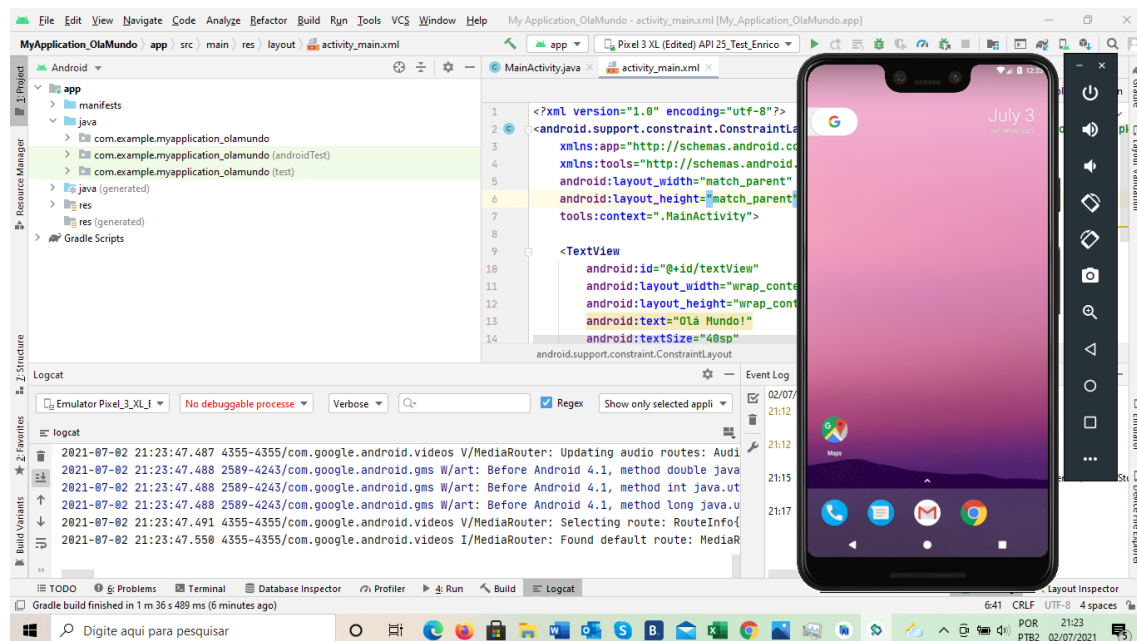 File Edit View Navigate Code Analyze Refactor Build Run Tools VCS Window Help My Application_OlaMundo - activity_main.xml [My_Application_OlaMundo.app]
MyApplication_OlaMundo app src main res layout activity_main.xml app Pixel 3 XL (Edited) API 25_Test_Enrico
Android
MainActivity.java activity_main.xml
1: Project
Resource Manager
Z: Structure
2: Favorites
Build Variants
app
manifests
java
com.example.myapplication_olamundo
com.example.myapplication_olamundo (androidTest)
com.example.myapplication_olamundo (test)
java (generated)
res
res (generated)
Gradle Scripts
1 <?xml version="1.0" encoding="utf-8"?>
2 <android.support.constraint.ConstraintLa
3 xmlns:app="http://schemas.android.co
4 xmlns:tools="http://schemas.android.
5 android:layout_width="match_parent"
6 android:layout_height="match_parent"
7 tools:context=".MainActivity">
8
9 <TextView
10 android:id="@+id/textView"
11 android:layout_width="wrap_conte
12 android:layout_height="wrap_cont
13 android:text="Olá Mundo!"
14 android:textSize="40sp"
android.support.constraint.ConstraintLayout
12:23
G
July 3
SATURDAY, 2021
Maps
Logcat
Emulator Pixel_3_XL_E No debuggable processe Verbose Regex Show only selected appli
logcat
2021-07-02 21:23:47.487 4355-4355/com.google.android.videos V/MediaRouter: Updating audio routes: Audi
2021-07-02 21:23:47.488 2589-4243/com.google.android.gms W/art: Before Android 4.1, method double java
2021-07-02 21:23:47.488 2589-4243/com.google.android.gms W/art: Before Android 4.1, method int java.ut
2021-07-02 21:23:47.488 2589-4243/com.google.android.gms W/art: Before Android 4.1, method long java.u
2021-07-02 21:23:47.491 4355-4355/com.google.android.videos V/MediaRouter: Selecting route: RouteInfo{
2021-07-02 21:23:47.550 4355-4355/com.google.android.videos I/MediaRouter: Found default route: MediaR
Event Log
02/07/
21:12
21:12
21:15
21:17
TODO 6: Problems Terminal Database Inspector Profiler 4: Run Build Logcat Layout Inspector
Gradle build finished in 1 m 36 s 489 ms (6 minutes ago) 6:41 CRLF UTF-8 4 spaces
Digite aqui para pesquisar
POR 21:23
PTB2 02/07/2021